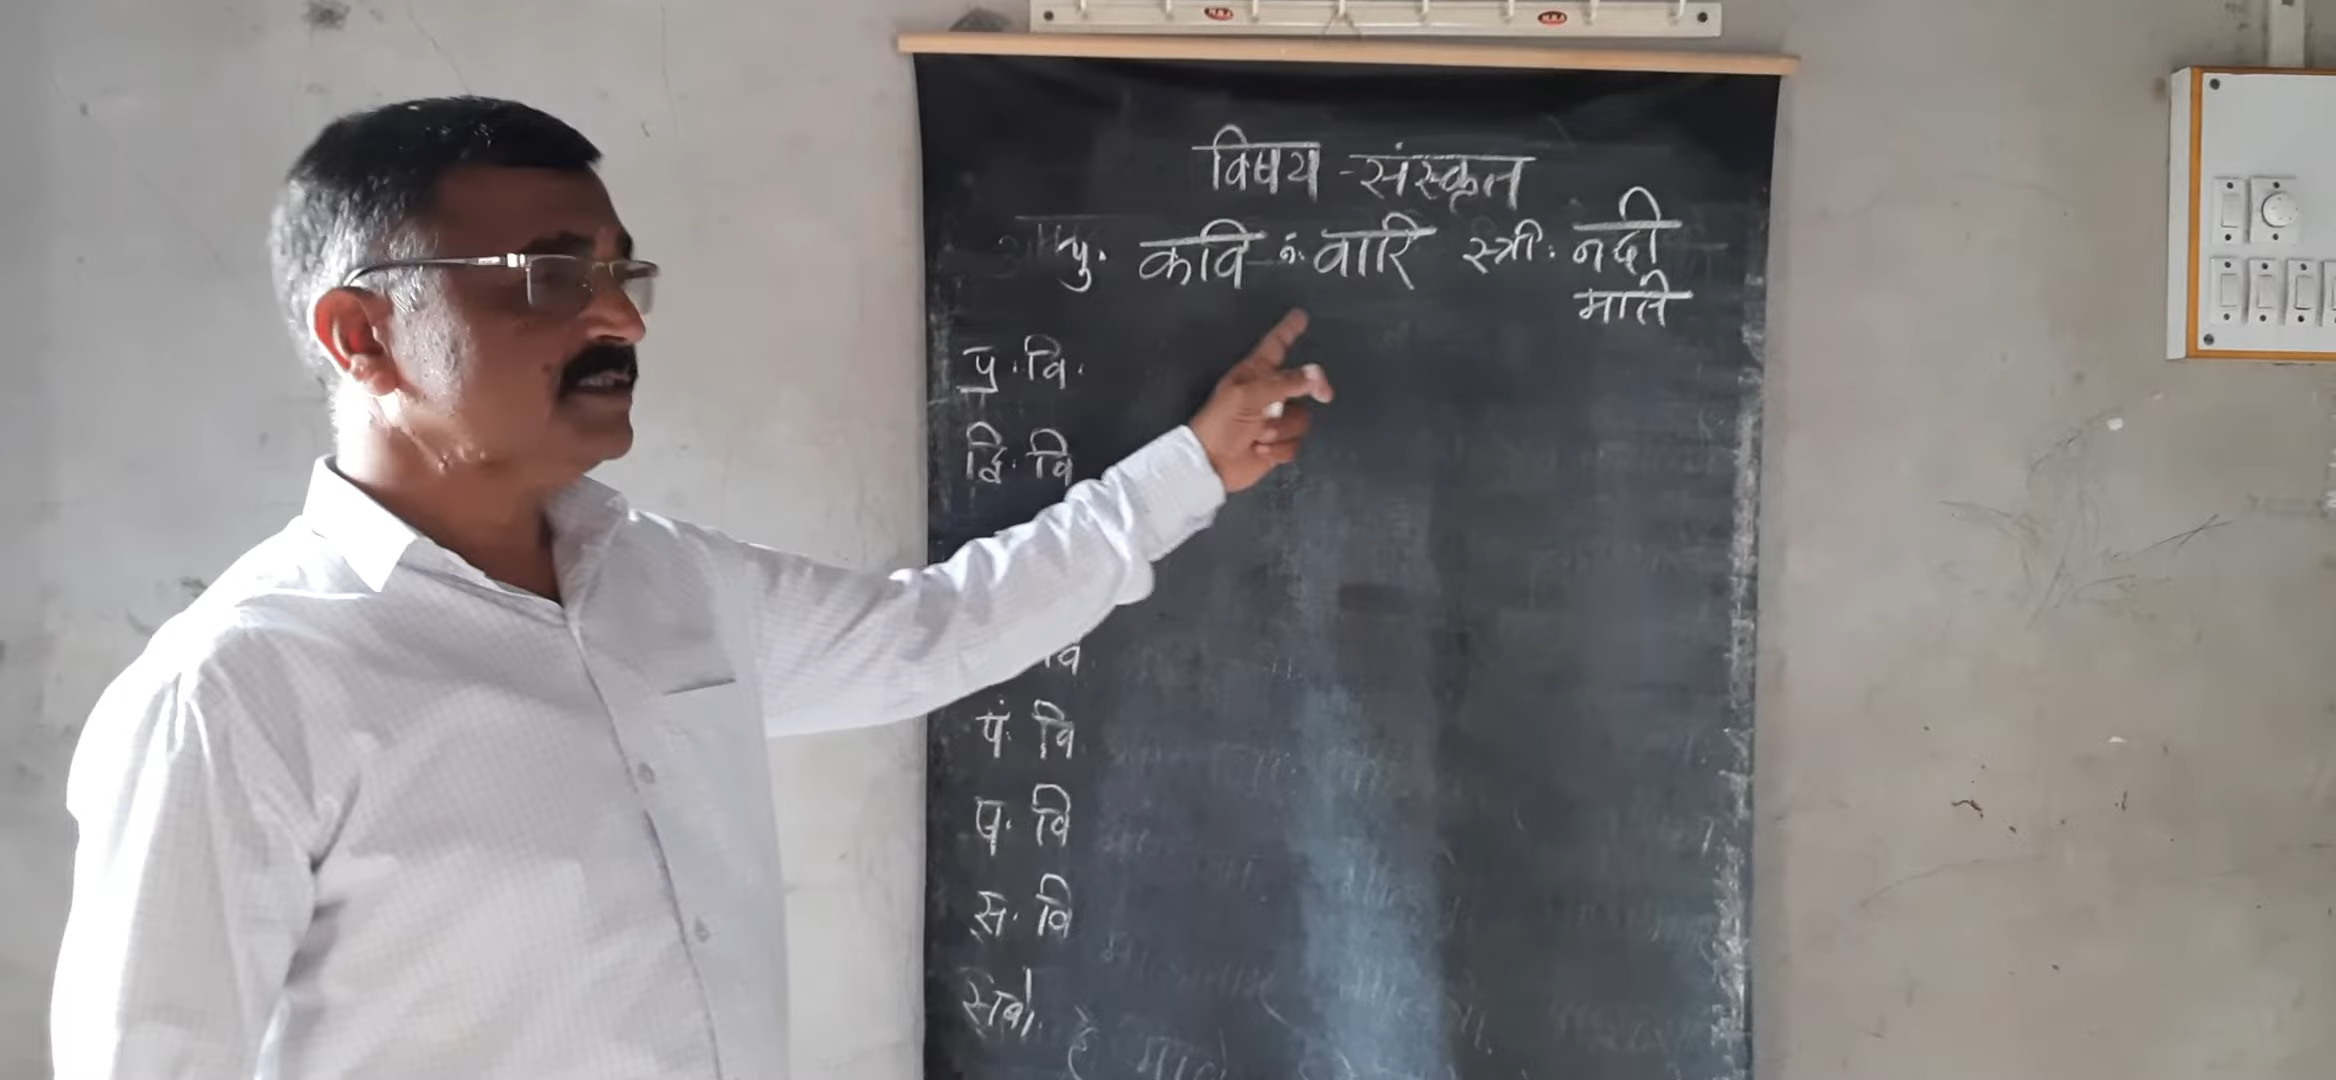 विषय - संस्कृत
पु. कवि न. वारि स्त्री: नदी
मति
प्र. वि.
द्वि. वि
वि
पं. वि
ष. वि
स. वि
संबो.
हे